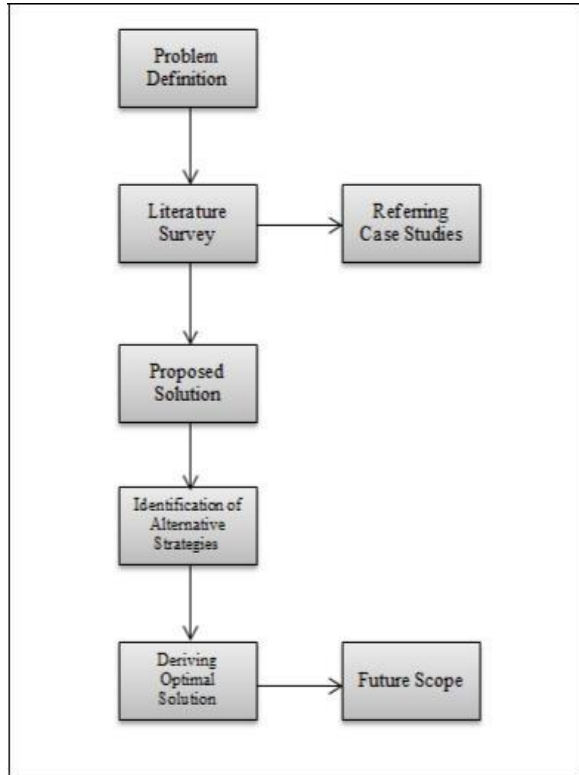 Problem
Definition
Literature
Survey
Referring
Case Studies
Proposed
Solution
Identification of
Alternative
Strategies
Deriving
Optimal
Solution
Future Scope